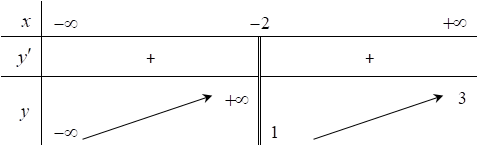 x −∞ −2 +∞
y′ + +
+∞ 3
y
−∞ 1